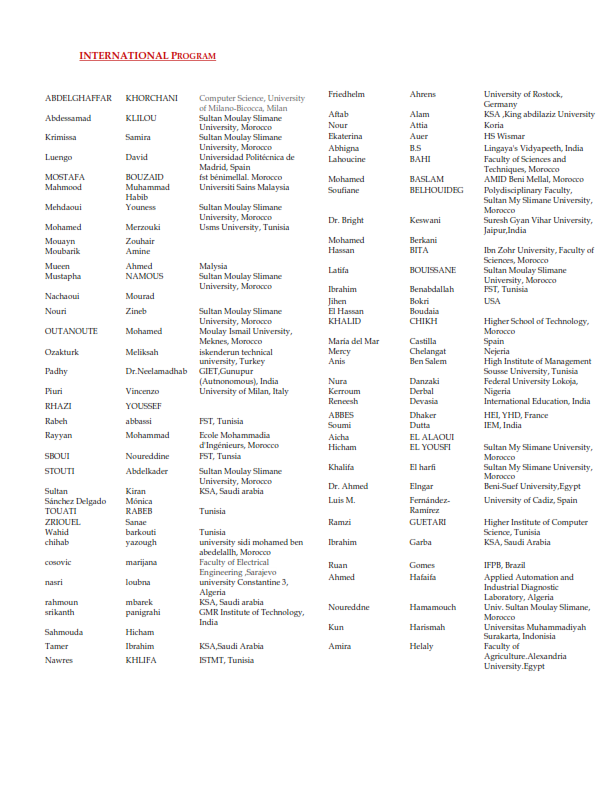 INTERNATIONAL PROGRAM
ABDELGHAFFAR KHORCHANI Computer Science, University
of Milano-Bicocca, Milan
Abdessamad KLILOU Sultan Moulay Slimane
University, Morocco
Krimissa Samira Sultan Moulay Slimane
University, Morocco
Luengo David Universidad Politécnica de
Madrid, Spain
MOSTAFA BOUZAID fst bénimellal. Morocco
Mahmood Muhammad Universiti Sains Malaysia
Habib
Mehdaoui Youness Sultan Moulay Slimane
University, Morocco
Mohamed Merzouki Usms University, Tunisia
Mouayn Zouhair
Moubarik Amine
Mueen Ahmed Malysia
Mustapha NAMOUS Sultan Moulay Slimane
University, Morocco
Nachaoui Mourad
Nouri Zineb Sultan Moulay Slimane
University, Morocco
OUTANOUTE Mohamed Moulay Ismail University,
Meknes, Morocco
Ozakturk Meliksah iskenderun technical
university, Turkey
Padhy Dr.Neelamadhab GIET,Gunupur
(Autnonomous), India
Piuri Vincenzo University of Milan, Italy
RHAZI YOUSSEF
Rabeh abbassi FST, Tunisia
Rayyan Mohammad Ecole Mohammadia
d'Ingénieurs, Morocco
SBOUI Noureddine FST, Tunsia
STOUTI Abdelkader Sultan Moulay Slimane
University, Morocco
Sultan Kiran KSA, Saudi arabia
Sánchez Delgado Mónica
TOUATI RABEB Tunisia
ZRIOUEL Sanae
Wahid barkouti Tunisia
chihab yazough university sidi mohamed ben
abedelallh, Morocco
cosovic marijana Faculty of Electrical
Engineering ,Sarajevo
nasri loubna university Constantine 3,
Algeria
rahmoun mbarek KSA, Saudi arabia
srikanth panigrahi GMR Institute of Technology,
India
Sahmouda Hicham
Tamer Ibrahim KSA,Saudi Arabia
Nawres KHLIFA ISTMT, Tunisia
Friedhelm Ahrens University of Rostock,
Germany
Aftab Alam KSA ,King abdilaziz University
Nour Attia Koria
Ekaterina Auer HS Wismar
Abhigna B.S Lingaya's Vidyapeeth, India
Lahoucine BAHI Faculty of Sciences and
Techniques, Morocco
Mohamed BASLAM AMID Beni Mellal, Morocco
Soufiane BELHOUIDEG Polydisciplinary Faculty,
Sultan My Slimane University,
Morocco
Dr. Bright Keswani Suresh Gyan Vihar University,
Jaipur,India
Mohamed Berkani
Hassan BITA Ibn Zohr University, Faculty of
Sciences, Morocco
Latifa BOUISSANE Sultan Moulay Slimane
University, Morocco
Ibrahim Benabdallah FST, Tunisia
Jihen Bokri USA
El Hassan Boudaia
KHALID CHIKH Higher School of Technology,
Morocco
María del Mar Castilla Spain
Mercy Chelangat Nejeria
Anis Ben Salem High Institute of Management
Sousse University, Tunisia
Nura Danzaki Federal University Lokoja,
Kerroum Derbal Nigeria
Reneesh Devasia International Education, India
ABBES Dhaker HEI, YHD, France
Soumi Dutta IEM, India
Aicha EL ALAOUI
Hicham EL YOUSFI Sultan My Slimane University,
Morocco
Khalifa El harfi Sultan My Slimane University,
Morocco
Dr. Ahmed Elngar Beni-Suef University,Egypt
Luis M. Fernández- University of Cadiz, Spain
Ramírez
Ramzi GUETARI Higher Institute of Computer
Science, Tunisia
Ibrahim Garba KSA, Saudi Arabia
Ruan Gomes IFPB, Brazil
Ahmed Hafaifa Applied Automation and
Industrial Diagnostic
Laboratory, Algeria
Noureddne Hamamouch Univ. Sultan Moulay Slimane,
Morocco
Kun Harismah Universitas Muhammadiyah
Surakarta, Indonisia
Amira Helaly Faculty of
Agriculture.Alexandria
University.Egypt